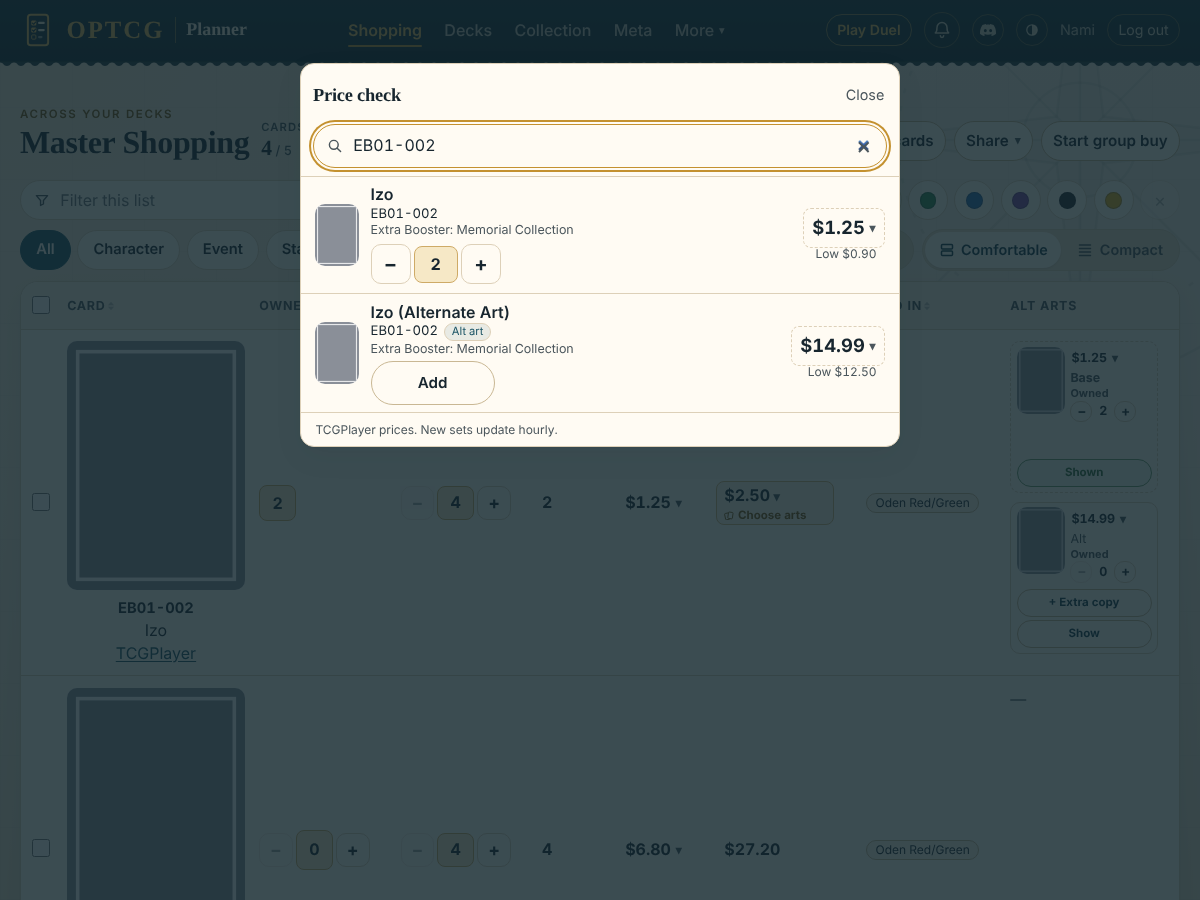 OPTCG Planner
Shopping Decks Collection Meta More ▾
Play Duel Nami Log out
Price check
Close
EB01-002
Izo
EB01-002
Extra Booster: Memorial Collection
− 2 +
$1.25 ▾
Low $0.90
Izo (Alternate Art)
EB01-002 Alt art
Extra Booster: Memorial Collection
Add
$14.99 ▾
Low $12.50
TCGPlayer prices. New sets update hourly.
ACROSS YOUR DECKS
Master Shopping
4 / 5
Share ▾
Start group buy
Filter this list
All Character Event
Comfortable Compact
CARD
ALT ARTS
2
− 4 +
2
$1.25 ▾
$2.50 ▾
Choose arts
Oden Red/Green
EB01-002
Izo
TCGPlayer
$1.25 ▾
Base
Owned
− 2 +
Shown
$14.99 ▾
Alt
Owned
− 0 +
+ Extra copy
Show
− 0 +
− 4 +
4
$6.80 ▾
$27.20
Oden Red/Green
—